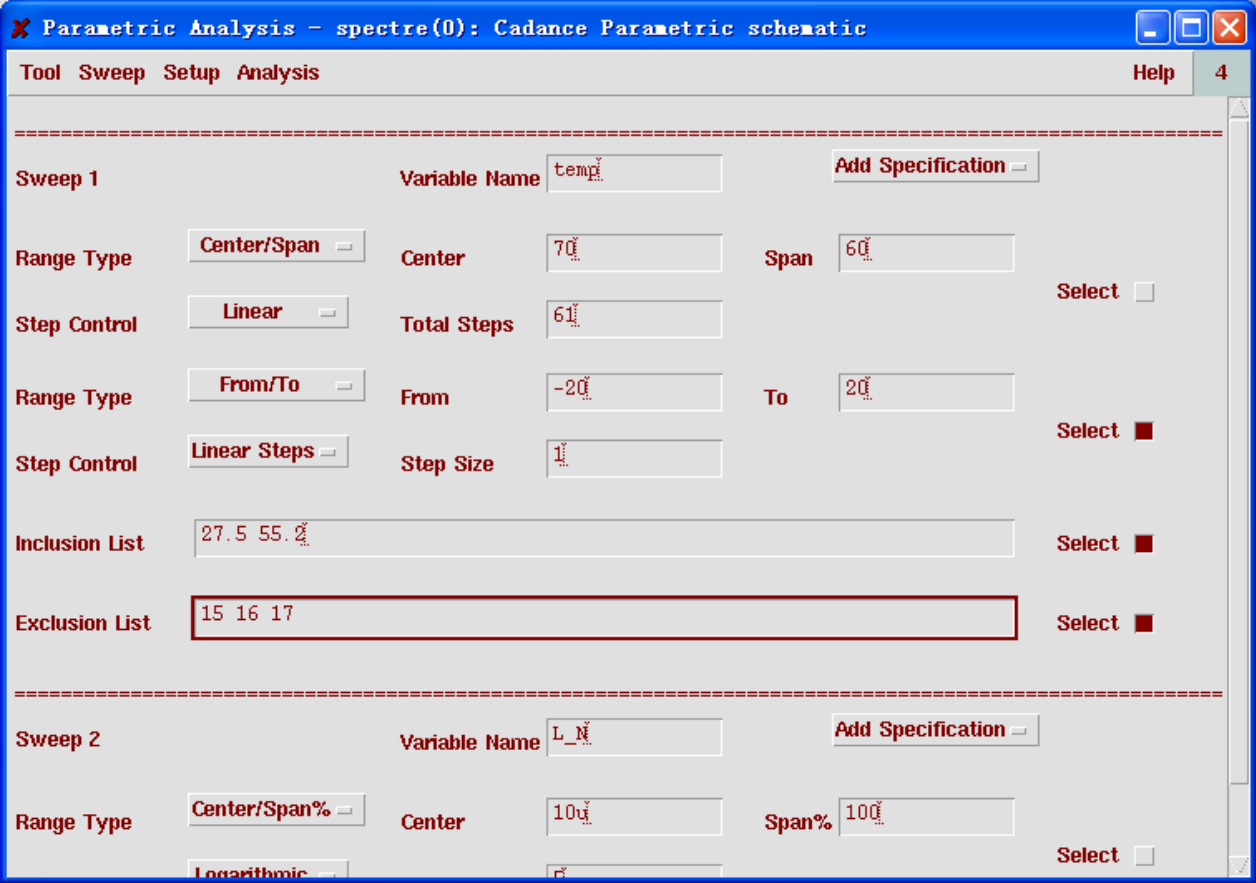 Parametric Analysis - spectre(0): Cadance Parametric schematic
Tool Sweep Setup Analysis Help 4
Sweep 1 Variable Name temp Add Specification
Range Type Center/Span Center 70 Span 60
Select
Step Control Linear Total Steps 61
Range Type From/To From -20 To 20
Select
Step Control Linear Steps Step Size 1
Inclusion List 27.5 55.2 Select
Exclusion List 15 16 17 Select
Sweep 2 Variable Name L_N Add Specification
Range Type Center/Span% Center 10u Span% 100
Select
Logarithmic